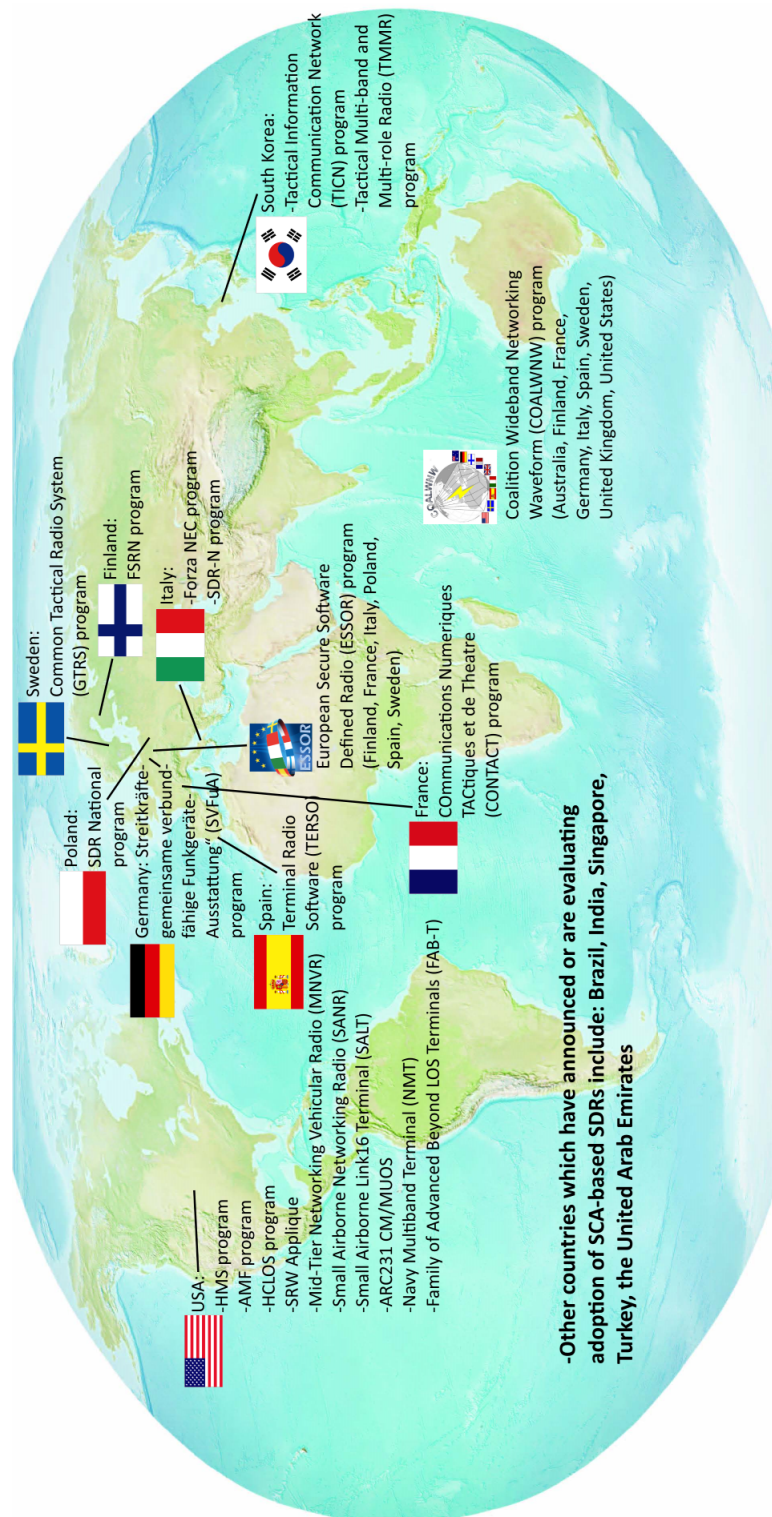 USA:
-HMS program
-AMF program
-HCLOS program
-SRW Applique
-Mid-Tier Networking Vehicular Radio (MNVR)
-Small Airborne Networking Radio (SANR)
-Small Airborne Link16 Terminal (SALT)
-ARC231 CM/MUOS
-Navy Multiband Terminal (NMT)
-Family of Advanced Beyond LOS Terminals (FAB-T)
Poland:
SDR National
program
Germany: Streitkräfte-
gemeinsame verbund-
fähige Funkgeräte-
Ausstattung“ (SVFuA)
program
Spain:
Terminal Radio
Software (TERSO)
program
France:
COmmunications Numeriques
TACtiques et de Theatre
(CONTACT) program
Sweden:
Common Tactical Radio System
(GTRS) program
Finland:
FSRN program
Italy:
-Forza NEC program
-SDR-N program
ESSOR
European Secure Software
Defined Radio (ESSOR) program
(Finland, France, Italy, Poland,
Spain, Sweden)
South Korea:
-Tactical Information
Communication Network
(TICN) program
-Tactical Multi-band and
Multi-role Radio (TMMR)
program
COALWNW
Coalition Wideband Networking
Waveform (COALWNW) program
(Australia, Finland, France,
Germany, Italy, Spain, Sweden,
United Kingdom, United States)
-Other countries which have announced or are evaluating
adoption of SCA-based SDRs include: Brazil, India, Singapore,
Turkey, the United Arab Emirates